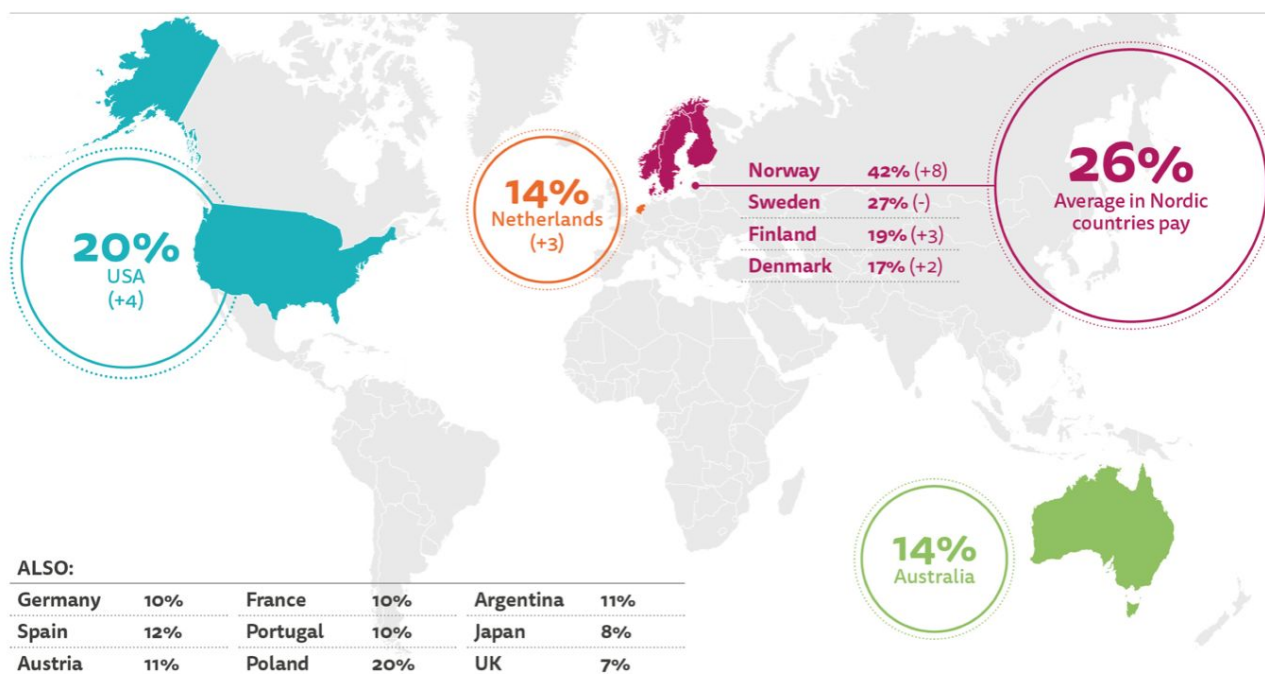 20%
USA
(+4)
14%
Netherlands
(+3)
Norway 42% (+8)
Sweden 27% (-)
Finland 19% (+3)
Denmark 17% (+2)
26%
Average in Nordic
countries pay
14%
Australia
ALSO:
Germany 10% France 10% Argentina 11%
Spain 12% Portugal 10% Japan 8%
Austria 11% Poland 20% UK 7%